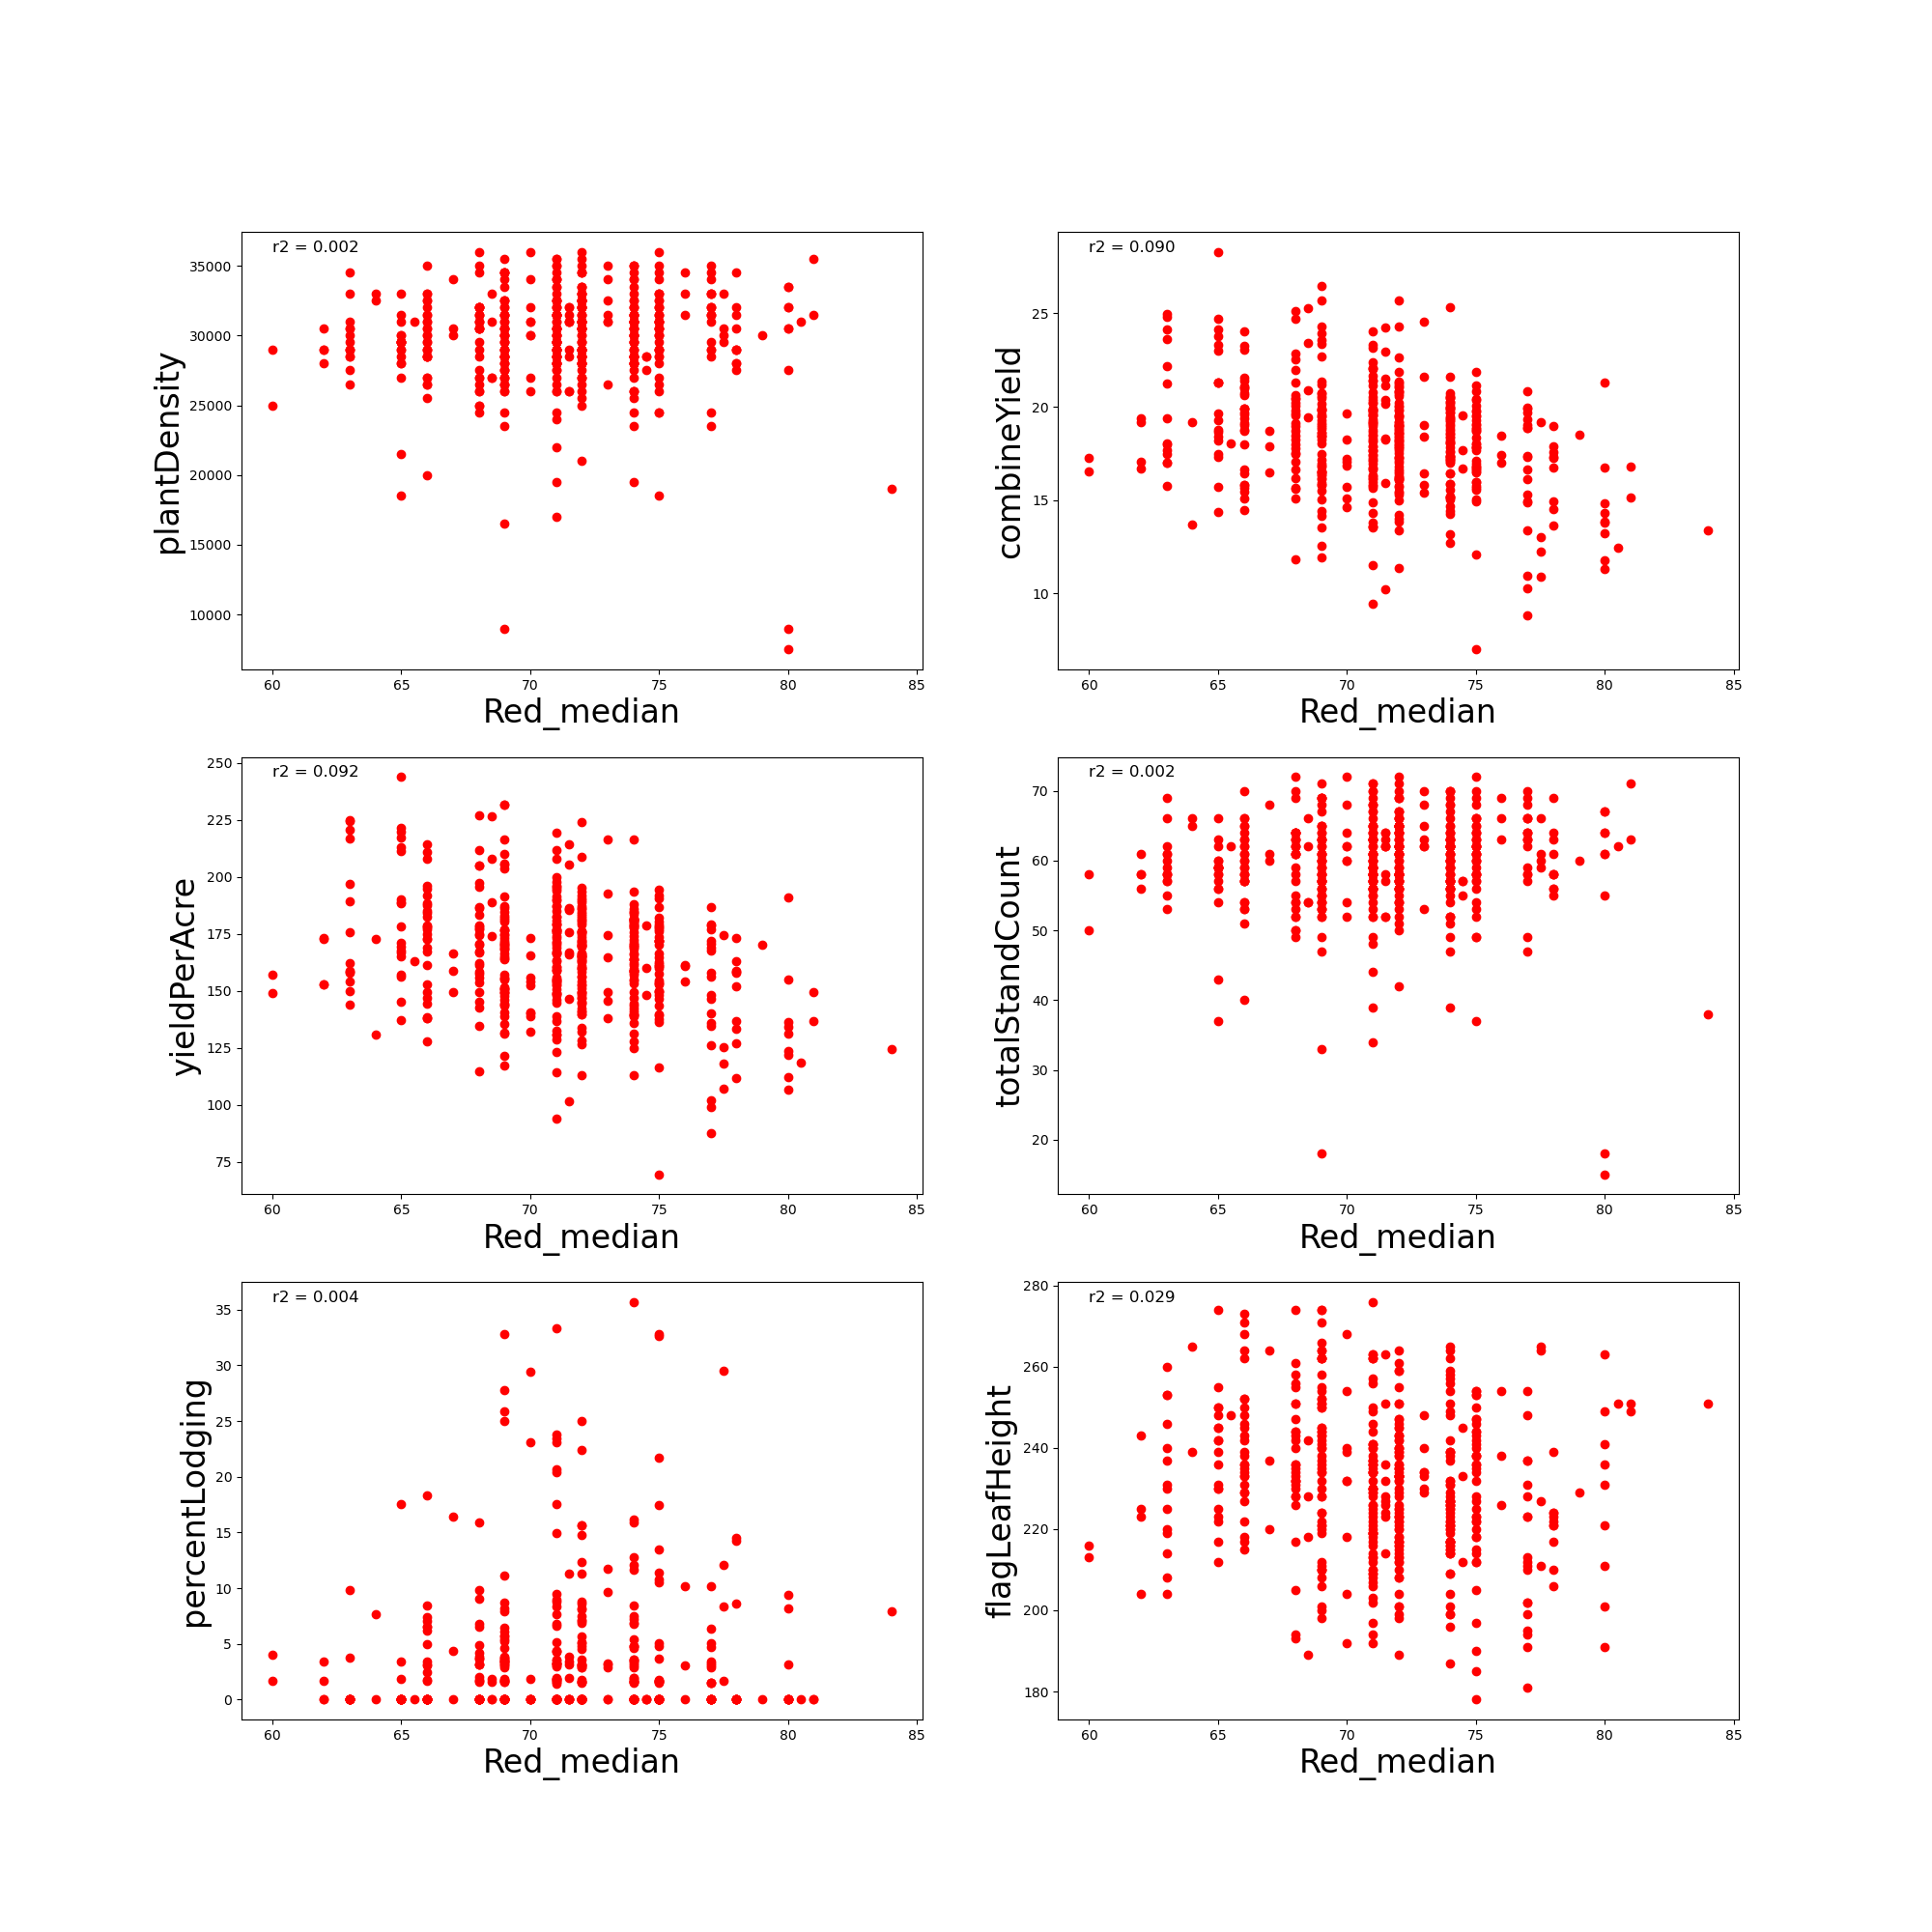 r2 = 0.002
plantDensity
35000
30000
25000
20000
15000
10000
60 65 70 75 80 85
Red_median
r2 = 0.090
combineYield
25
20
15
10
60 65 70 75 80 85
Red_median
r2 = 0.092
yieldPerAcre
250
225
200
175
150
125
100
75
60 65 70 75 80 85
Red_median
r2 = 0.002
totalStandCount
70
60
50
40
30
20
60 65 70 75 80 85
Red_median
r2 = 0.004
percentLodging
35
30
25
20
15
10
5
0
60 65 70 75 80 85
Red_median
r2 = 0.029
flagLeafHeight
280
260
240
220
200
180
60 65 70 75 80 85
Red_median